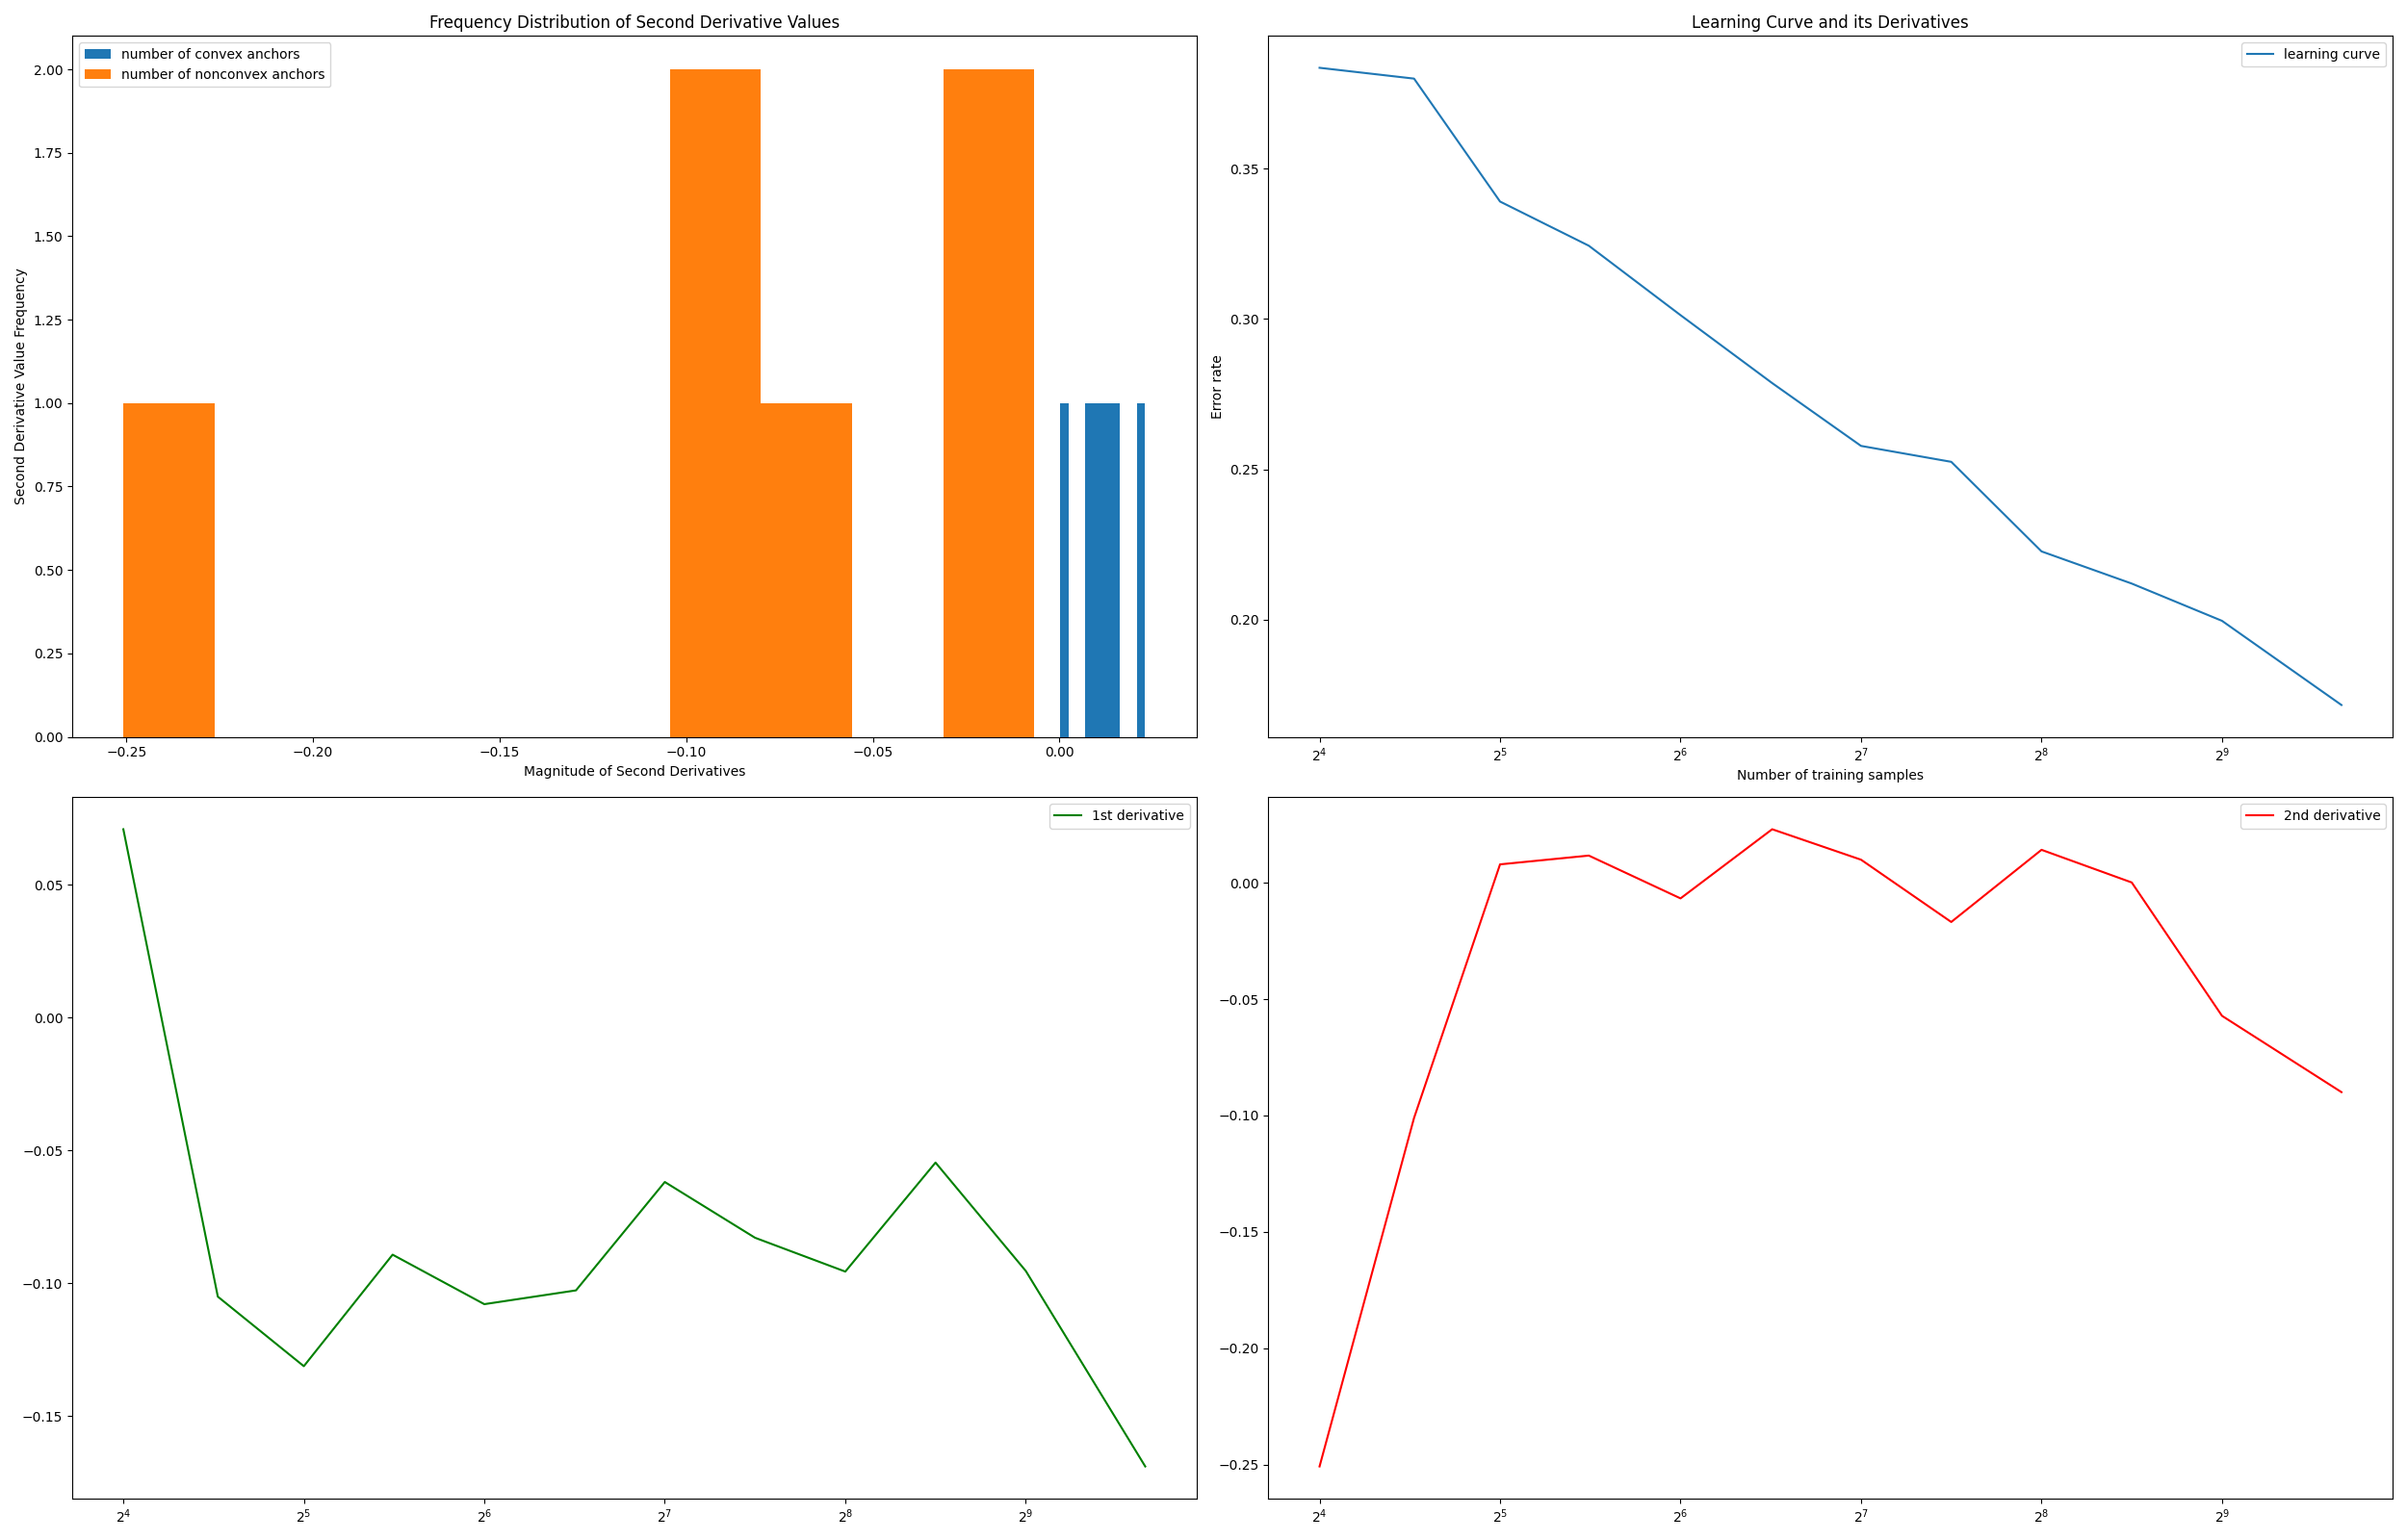 Frequency Distribution of Second Derivative Values
number of convex anchors
number of nonconvex anchors
Second Derivative Value Frequency
2.00
1.75
1.50
1.25
1.00
0.75
0.50
0.25
0.00
−0.25 −0.20 −0.15 −0.10 −0.05 0.00
Magnitude of Second Derivatives
Learning Curve and its Derivatives
learning curve
Error rate
0.35
0.30
0.25
0.20
2⁴ 2⁵ 2⁶ 2⁷ 2⁸ 2⁹
Number of training samples
1st derivative
0.05
0.00
−0.05
−0.10
−0.15
2⁴ 2⁵ 2⁶ 2⁷ 2⁸ 2⁹
2nd derivative
0.00
−0.05
−0.10
−0.15
−0.20
−0.25
2⁴ 2⁵ 2⁶ 2⁷ 2⁸ 2⁹